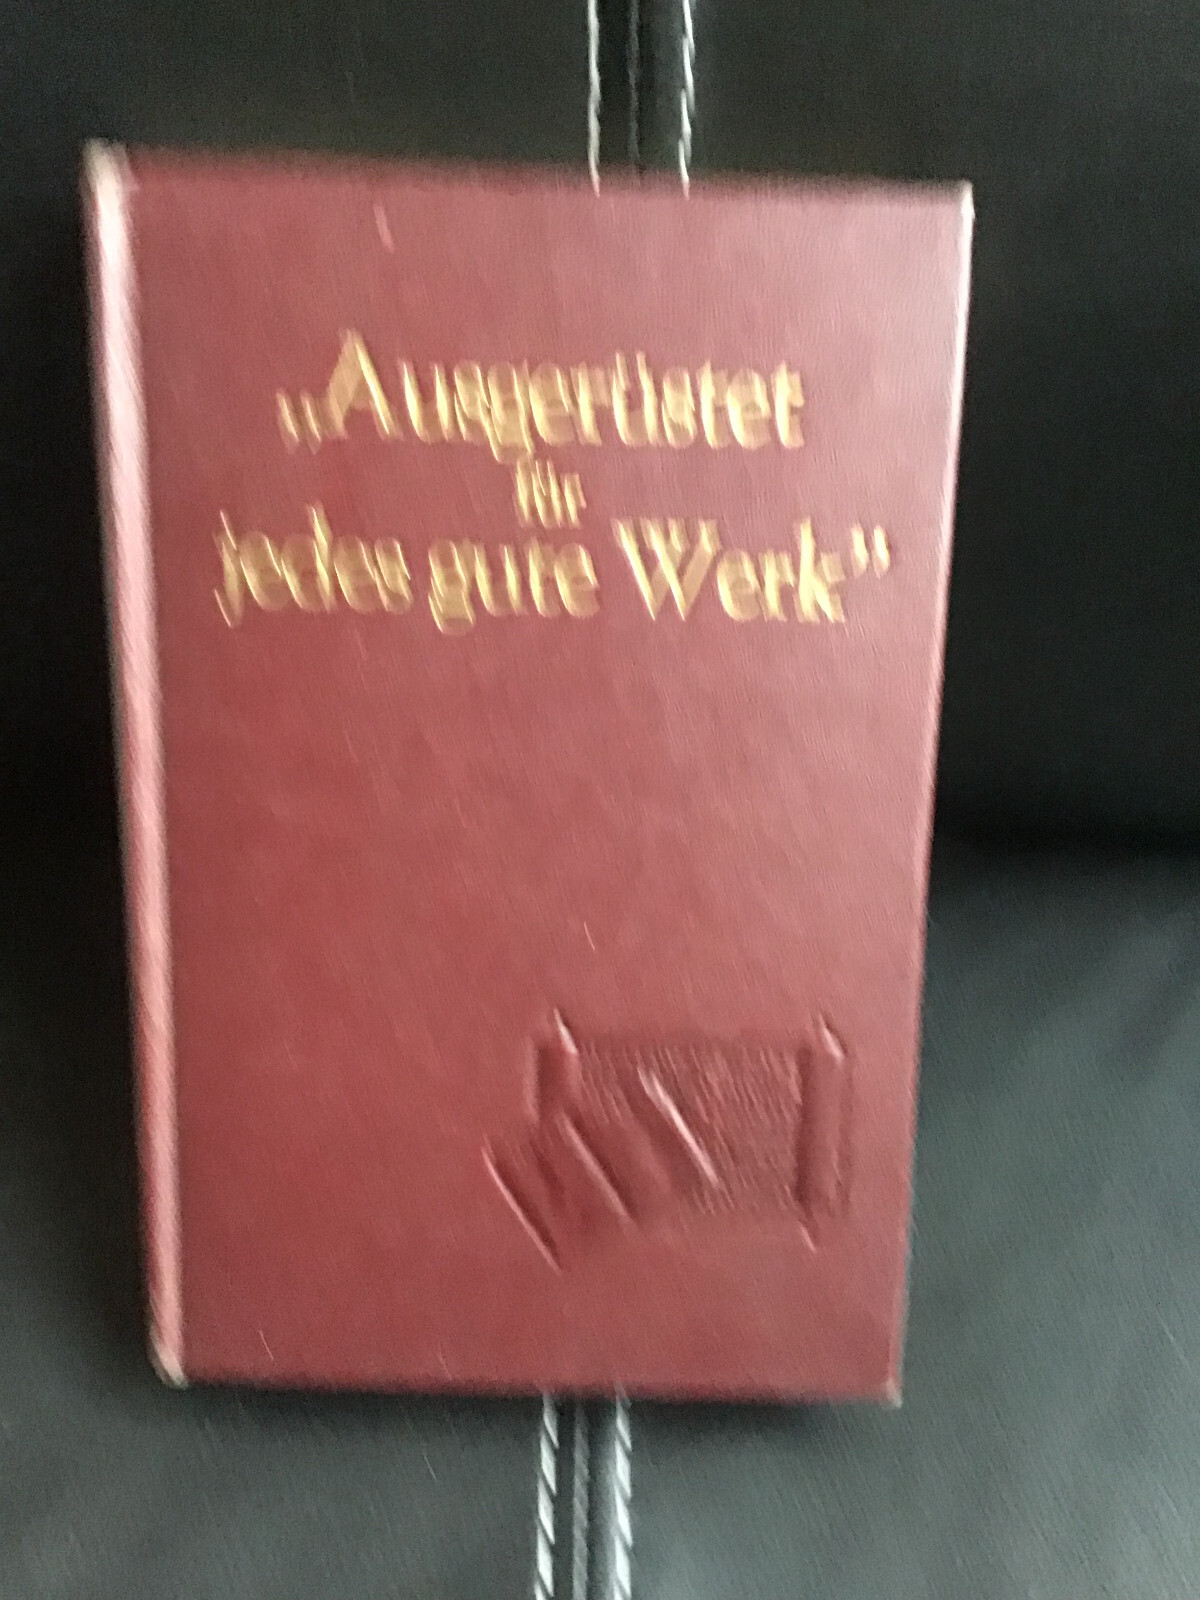 „Ausgerüstet
für
jedes gute Werk”